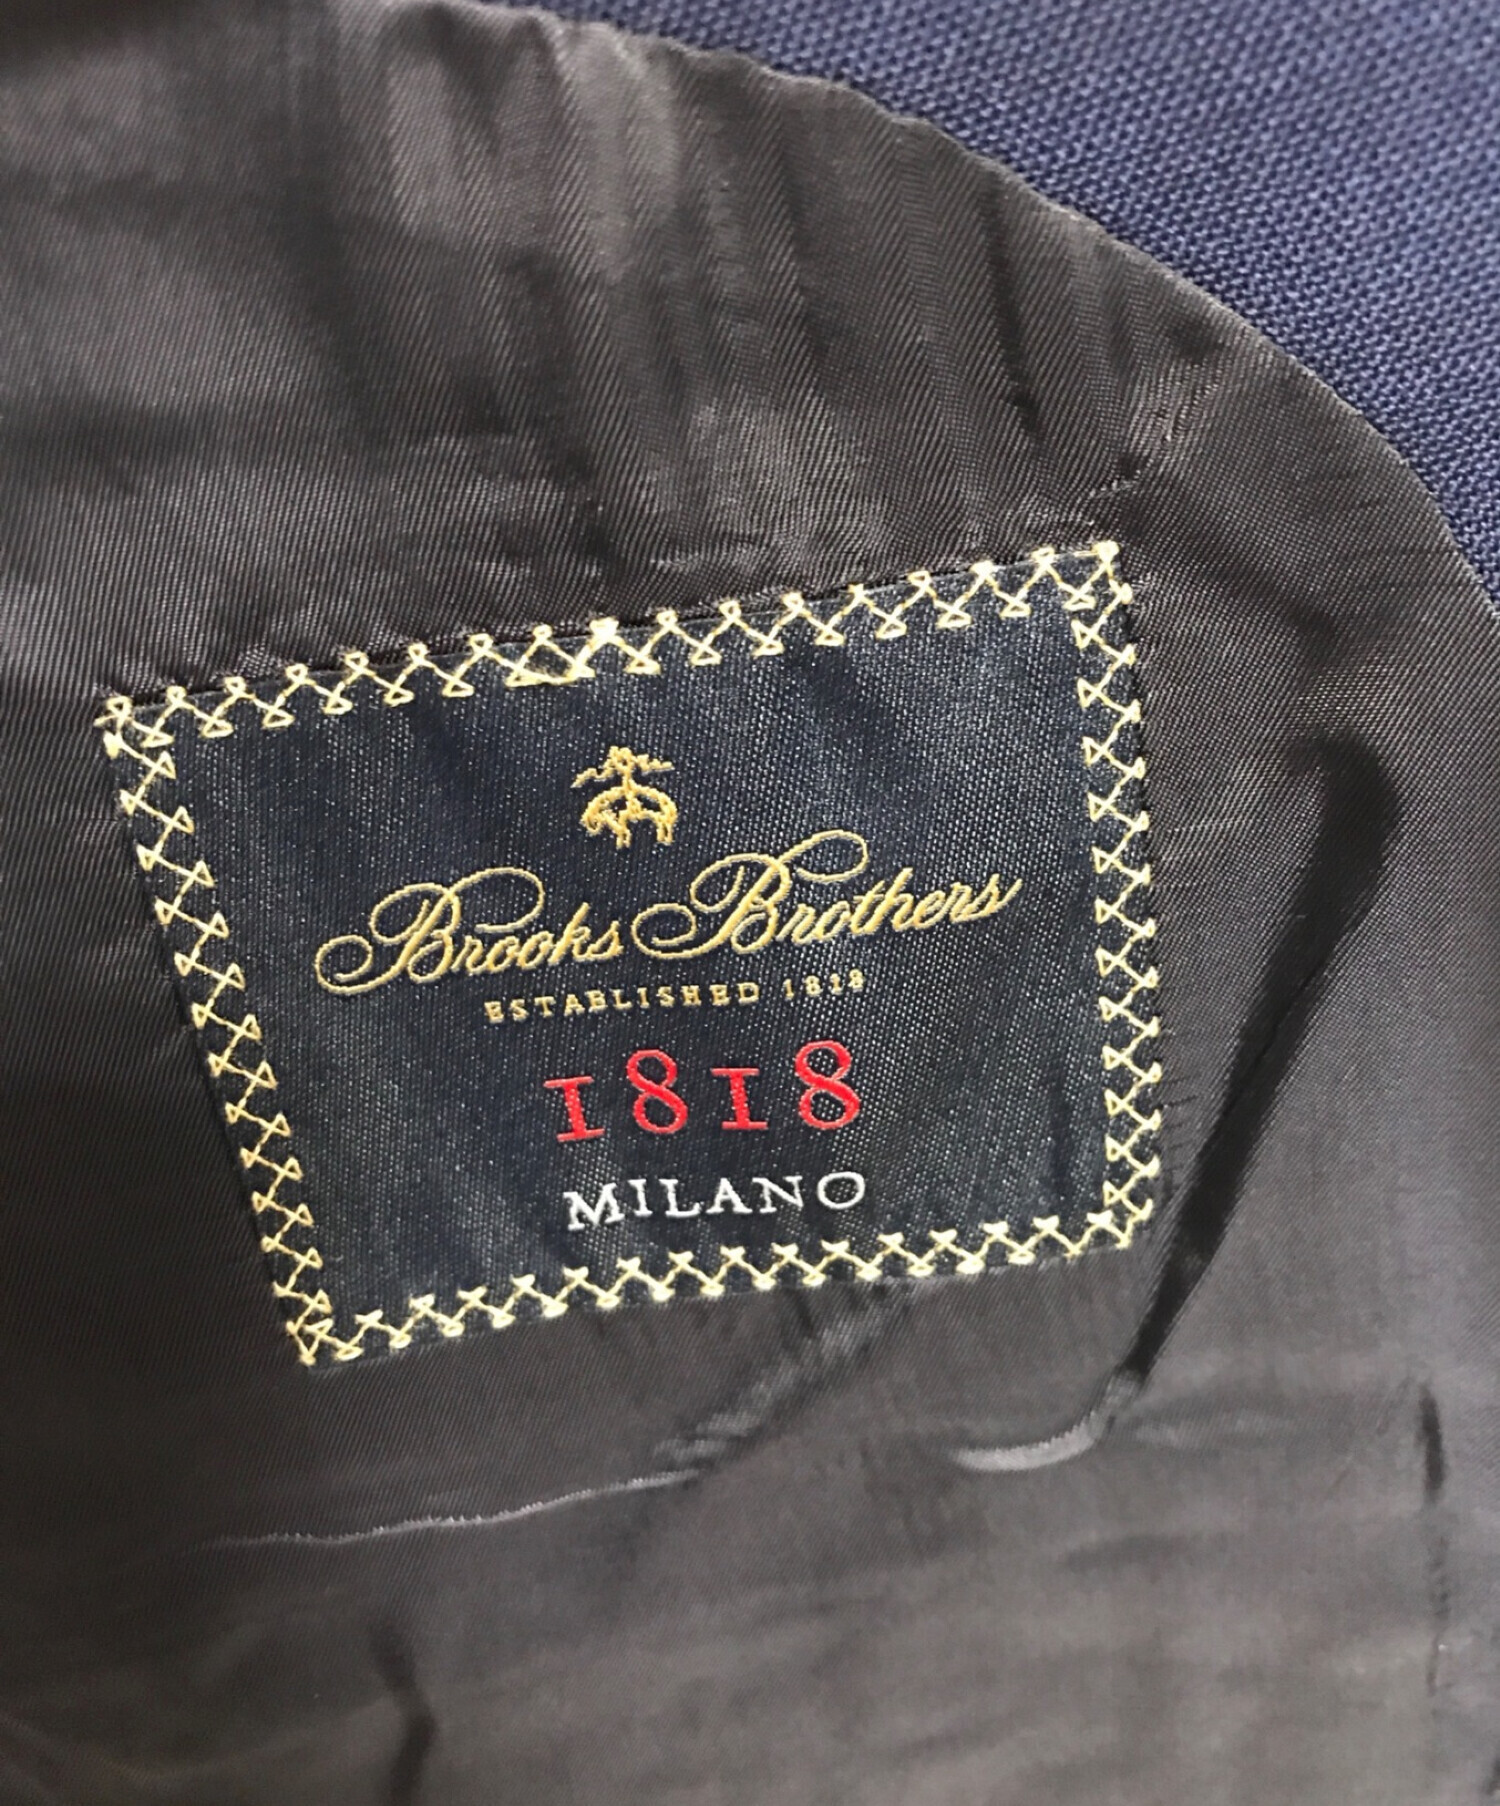 Brooks Brothers
ESTABLISHED 1818
1818
MILANO